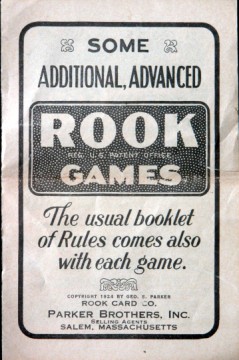 SOME
ADDITIONAL, ADVANCED
ROOK
REG. U.S. PATENT OFFICE
GAMES
The usual booklet
of Rules comes also
with each game.
COPYRIGHT 1924 BY GEO. S. PARKER
ROOK CARD CO.
PARKER BROTHERS, INC.
SELLING AGENTS
SALEM, MASSACHUSETTS